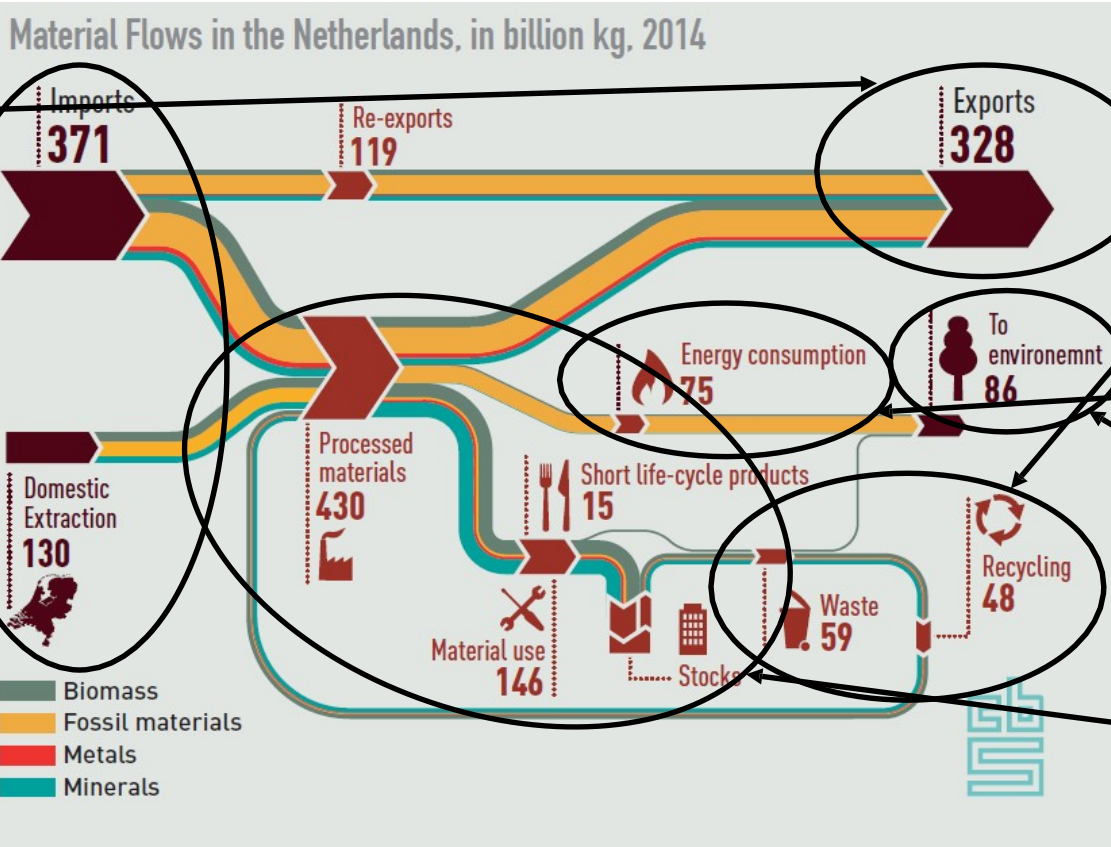 Material Flows in the Netherlands, in billion kg, 2014
Imports
371
Re-exports
119
Exports
328
Energy consumption
75
To
environemnt
86
Domestic
Extraction
130
Processed
materials
430
Short life-cycle products
15
Material use
146
Stocks
Waste
59
Recycling
48
Biomass
Fossil materials
Metals
Minerals
cbs